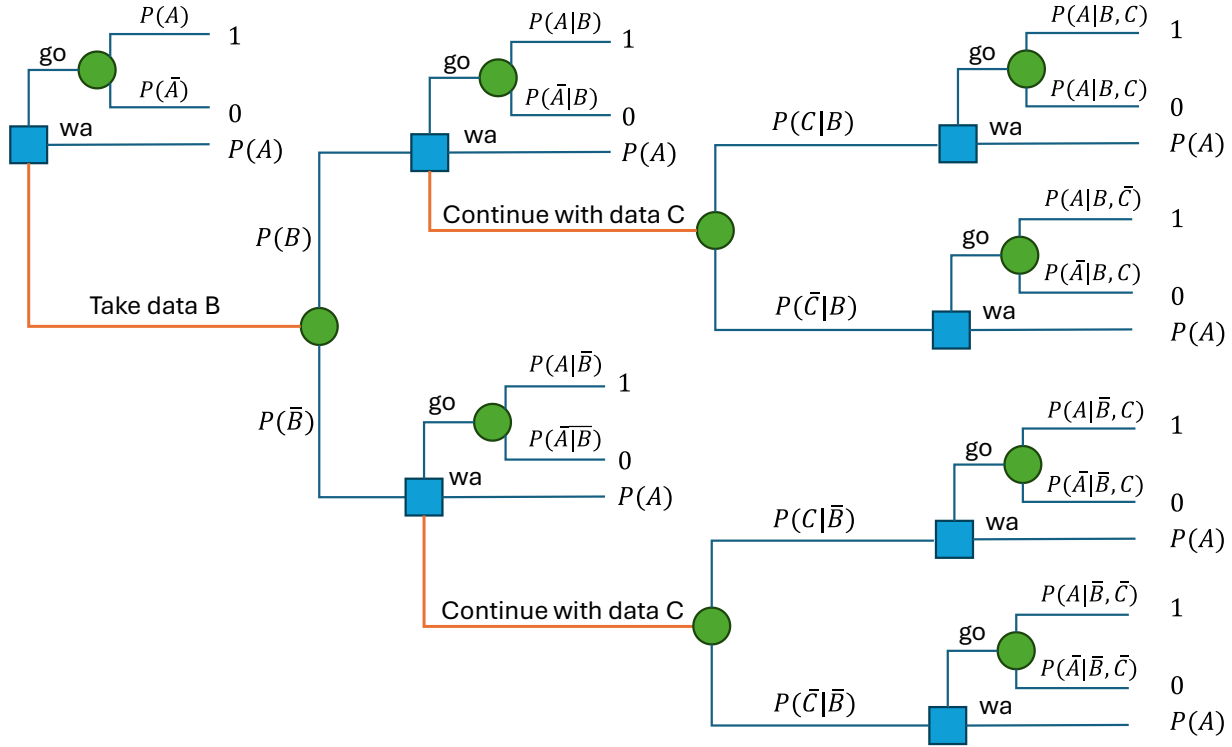 P(A)
1
go
P(Ā)
0
wa
P(A)
Take data B
P(B)
P(B̄)
P(A|B)
1
go
P(Ā|B)
0
wa
P(A)
Continue with data C
P(A|B̄)
1
go
P(\overline{A|B})
0
wa
P(A)
Continue with data C
P(C|B)
P(C̄|B)
P(C|B̄)
P(C̄|B̄)
P(A|B, C)
1
go
P(A|B, C)
0
wa
P(A)
P(A|B, C̄)
1
go
P(Ā|B, C)
0
wa
P(A)
P(A|B̄, C)
1
go
P(Ā|B̄, C)
0
wa
P(A)
P(A|B̄, C̄)
1
go
P(Ā|B̄, C̄)
0
wa
P(A)